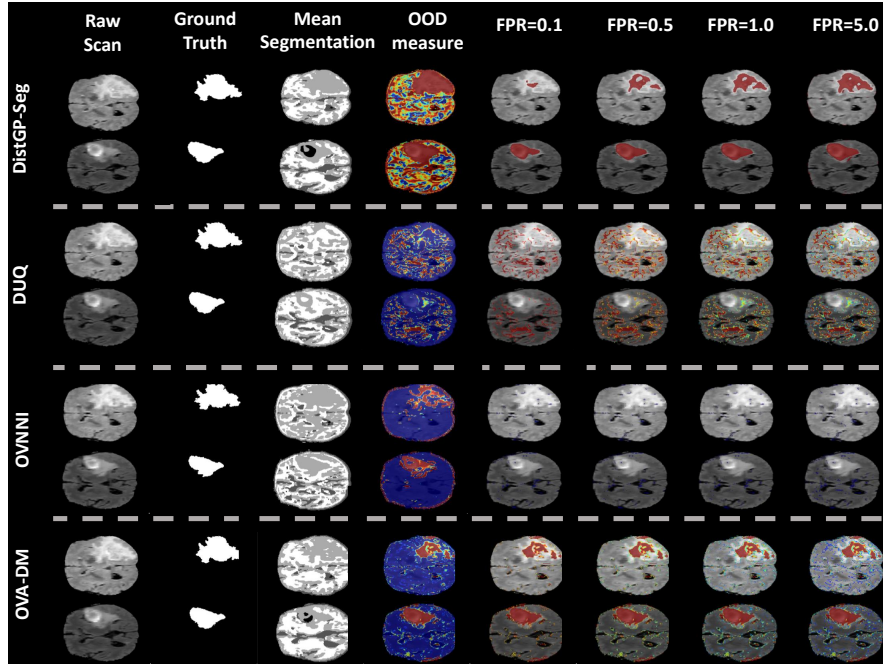 Raw Scan
Ground Truth
Mean Segmentation
OOD measure
FPR=0.1
FPR=0.5
FPR=1.0
FPR=5.0
DistGP-Seg
DUQ
OVNNI
OVA-DM